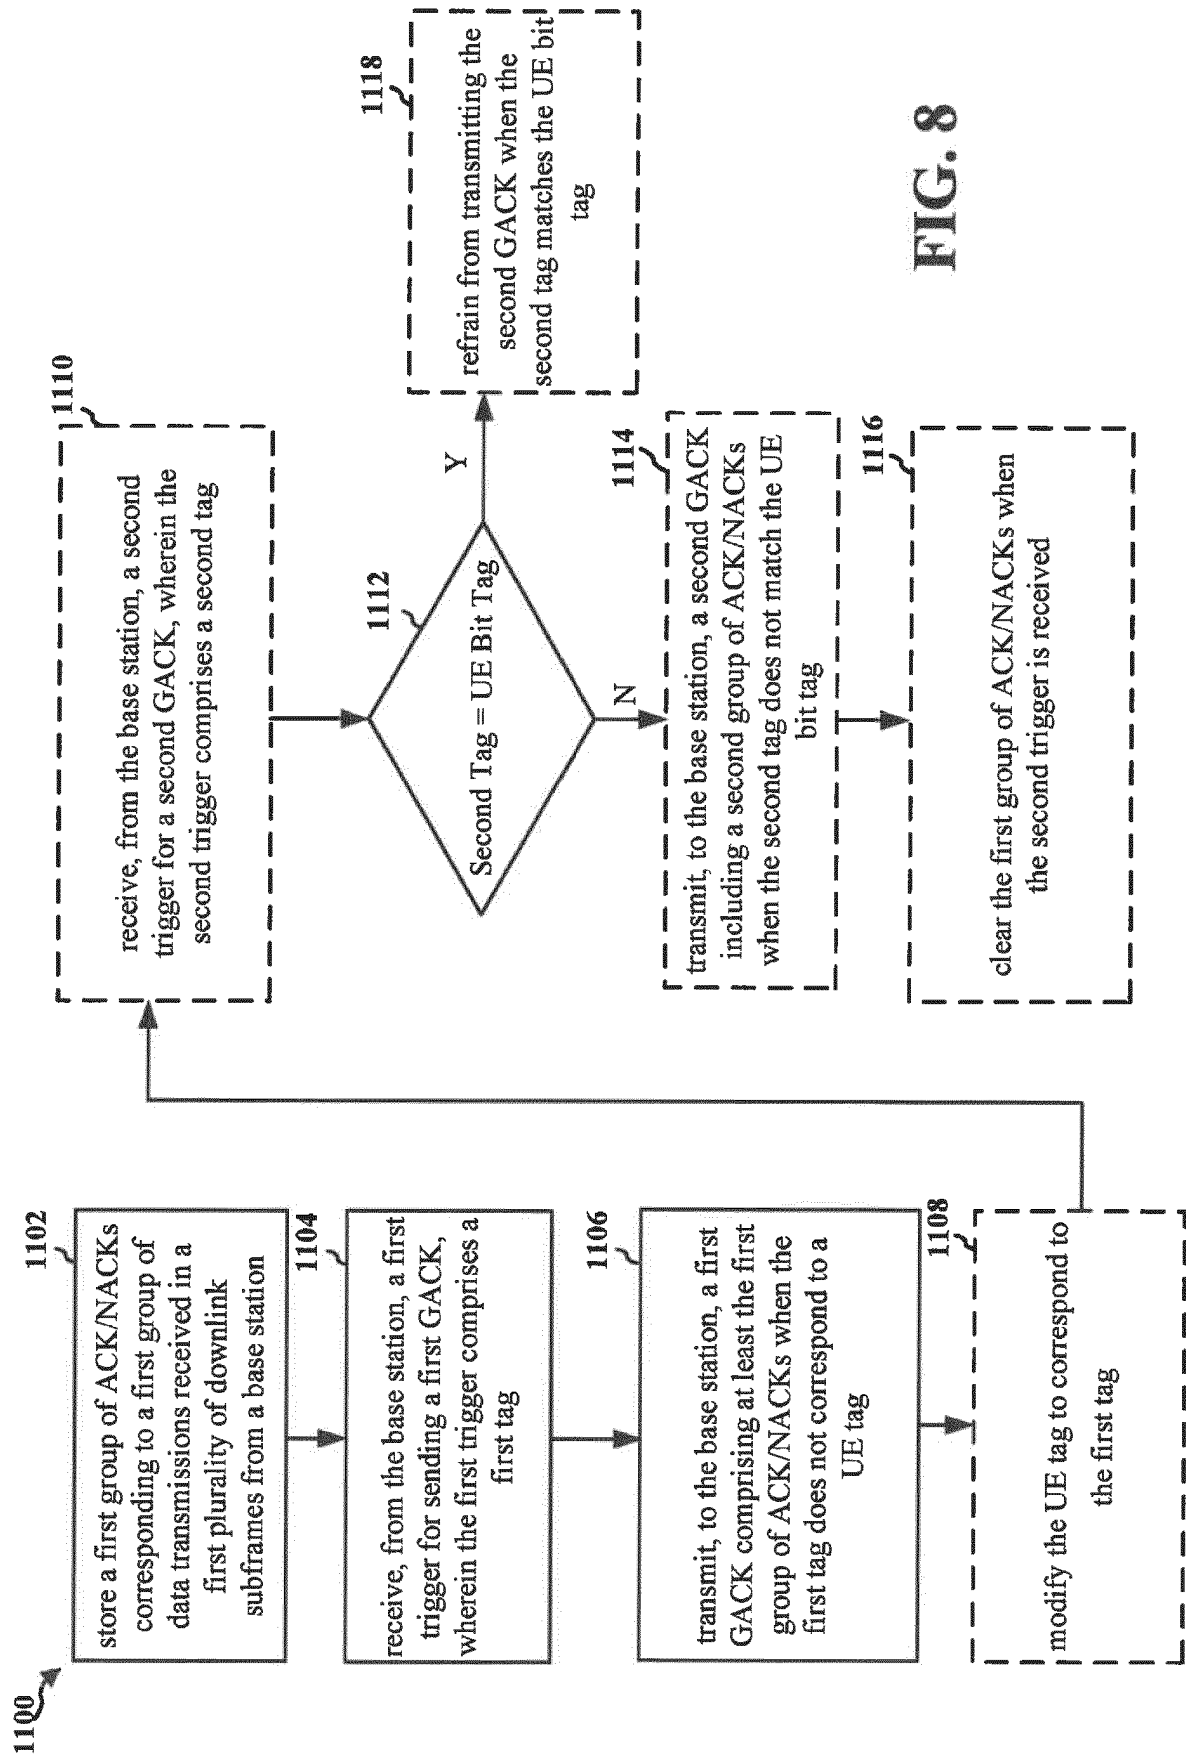 1100
1102
store a first group of ACK/NACKs
corresponding to a first group of
data transmissions received in a
first plurality of downlink
subframes from a base station
1104
receive, from the base station, a first
trigger for sending a first GACK,
wherein the first trigger comprises a
first tag
1106
transmit, to the base station, a first
GACK comprising at least the first
group of ACK/NACKs when the
first tag does not correspond to a
UE tag
1108
modify the UE tag to correspond to
the first tag
1110
receive, from the base station, a second
trigger for a second GACK, wherein the
second trigger comprises a second tag
1112
Second Tag = UE Bit Tag
Y
N
1114
transmit, to the base station, a second GACK
including a second group of ACK/NACKs
when the second tag does not match the UE
bit tag
1116
clear the first group of ACK/NACKs when
the second trigger is received
1118
refrain from transmitting the
second GACK when the
second tag matches the UE bit
tag
FIG. 8